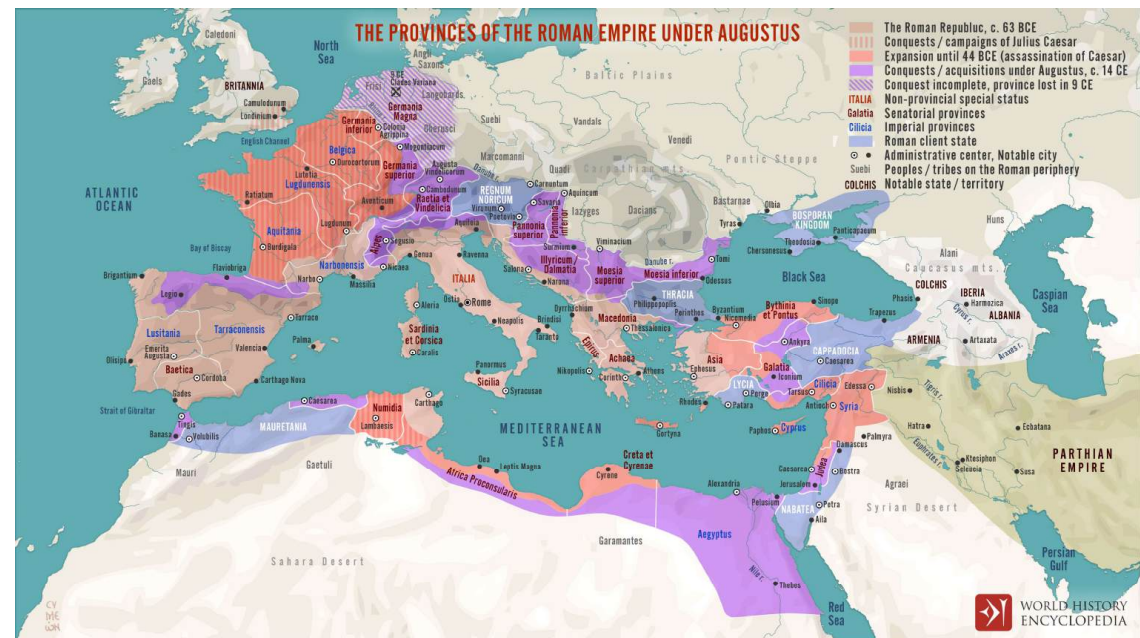 THE PROVINCES OF THE ROMAN EMPIRE UNDER AUGUSTUS
The Roman Republuc, c. 63 BCE
Conquests / campaigns of Julius Caesar
Expansion until 44 BCE (assassination of Caesar)
Conquests / acquisitions under Augustus, c. 14 CE
Conquest incomplete, province lost in 9 CE
ITALIA Non-provincial special status
Galatia Senatorial provinces
Cilicia Imperial provinces
Roman client state
Administrative center, Notable city
Suebi Peoples / tribes on the Roman periphery
COLCHIS Notable state / territory
Caledoni
North
Sea
Angli
Saxons
Baltic Plains
Gaels
BRITANNIA
Camulodunum
Londinium
English Channel
Frisi
9 CE
Clades Variana
Langobards
Germania
Magna
Cherusci
Germania
inferior
Colonia
Agrippina
Mogontiacum
Belgica
Durocortorum
Lutetia
Lugdunensis
Germania
superior
Augusta
Vindelicorum
Cambodunum
Raetia et
Vindelicia
Suebi
Marcomanni
Vandals
Venedi
Quadi
Danube r.
Carpathian mts.
Pontic Steppe
ATLANTIC
OCEAN
Ratiatum
Aventicum
Aquitania
Lugdunum
Burdigala
Bay of Biscay
REGNUM
NORICUM
Virunum
Poetovio
Carnuntum
Aquincum
Savaria
Pannonia
superior
Pannonia
inferior
Iazyges
Dacians
Bastarnae
Tyras
Olbia
BOSPORAN
KINGDOM
Panticapaeum
Theodosia
Chersonesus
Huns
Alani
Caucasus mts.
Alpes
Segusio
Aquileia
Genua
Ravenna
Nicaea
Narbonensis
Narbo
Massilia
Brigantium
Flaviobriga
Legio
Sirmium
Viminacium
Illyricum/
Dalmatia
Salona
Narona
Moesia
superior
Moesia inferior
Danube r.
Tomi
Odessus
Black Sea
COLCHIS
Phasis
IBERIA
Harmozica
ALBANIA
Cyrus r.
Caspian
Sea
ITALIA
Ostia
Rome
Aleria
Sardinia
et Corsica
Caralis
Neapolis
Brindisi
Taranto
Dyrrhachium
Macedonia
Thessalonica
THRACIA
Philippopolis
Perinthos
Byzantium
Nicomedia
Bythinia
et Pontus
Sinope
Trapezus
ARMENIA
Artaxata
Araxes r.
Lusitania
Tarraconensis
Tarraco
Emerita
Augusta
Valencia
Palma
Olisipo
Baetica
Cordoba
Carthago Nova
Gades
Strait of Gibraltar
Tingis
Banasa
Volubilis
MAURETANIA
Caesarea
Numidia
Lambaesis
Carthago
Panormus
Sicilia
Syracusae
Epirus
Nikopolis
Achaea
Corinth
Athens
Asia
Ephesus
Rhodes
Ankyra
Galatia
Iconium
CAPPADOCIA
Caesarea
LYCIA
Perge
Patara
Cilicia
Tarsus
Edessa
Antioch
Syria
Nisbis
Tigris r.
Hatra
Ecbatana
PARTHIAN
EMPIRE
Euphrates r.
Ktesiphon
Seleucia
Susa
MEDITERRANEAN
SEA
Gortyna
Paphos
Cyprus
Palmyra
Damascus
Caesarea
Judea
Bostra
Jerusalem
NABATEA
Petra
Aila
Agraei
Syrian Desert
Mauri
Gaetuli
Oea
Leptis Magna
Africa Proconsularis
Creta et
Cyrenae
Cyrene
Alexandria
Pelusium
Aegyptus
Garamantes
Sahara Desert
Nile r.
Thebes
Red
Sea
Persian
Gulf
WORLD HISTORY
ENCYCLOPEDIA